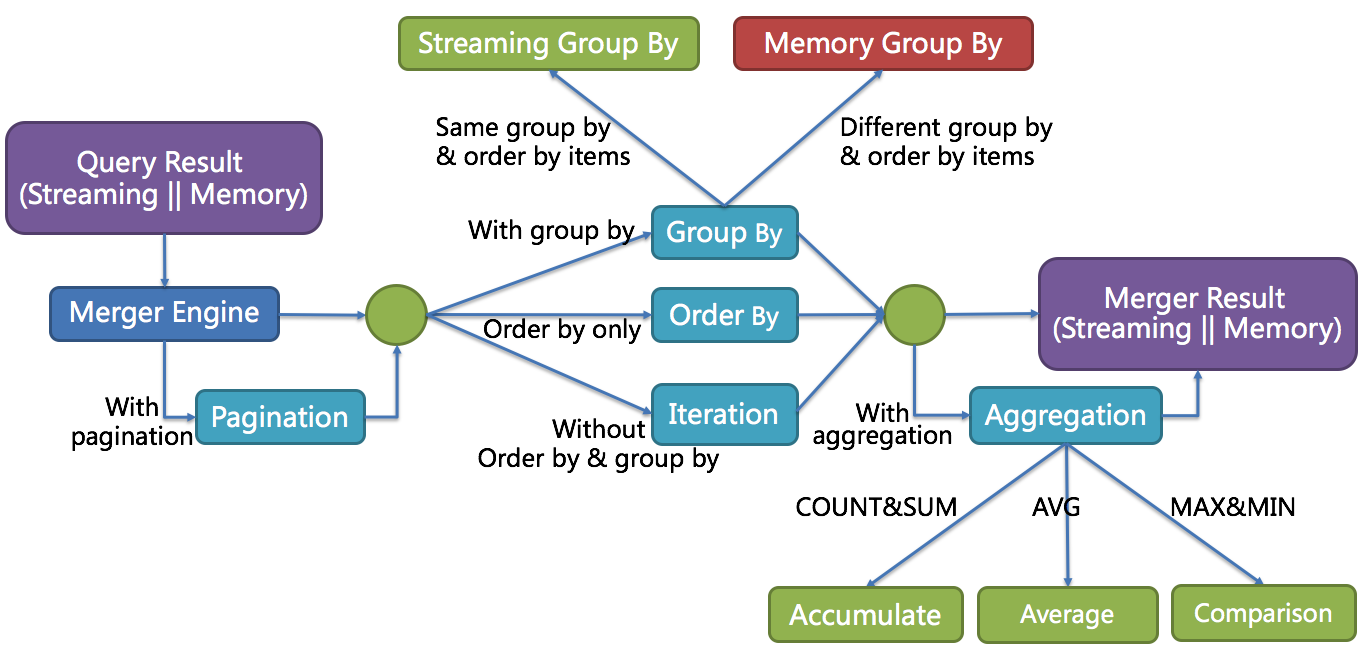 Streaming Group By
Memory Group By
Same group by
& order by items
Different group by
& order by items
Query Result
(Streaming || Memory)
With group by
Group By
Merger Engine
Order by only
Order By
Merger Result
(Streaming || Memory)
With
pagination
Pagination
Without
Order by & group by
Iteration
With
aggregation
Aggregation
COUNT&SUM
AVG
MAX&MIN
Accumulate
Average
Comparison